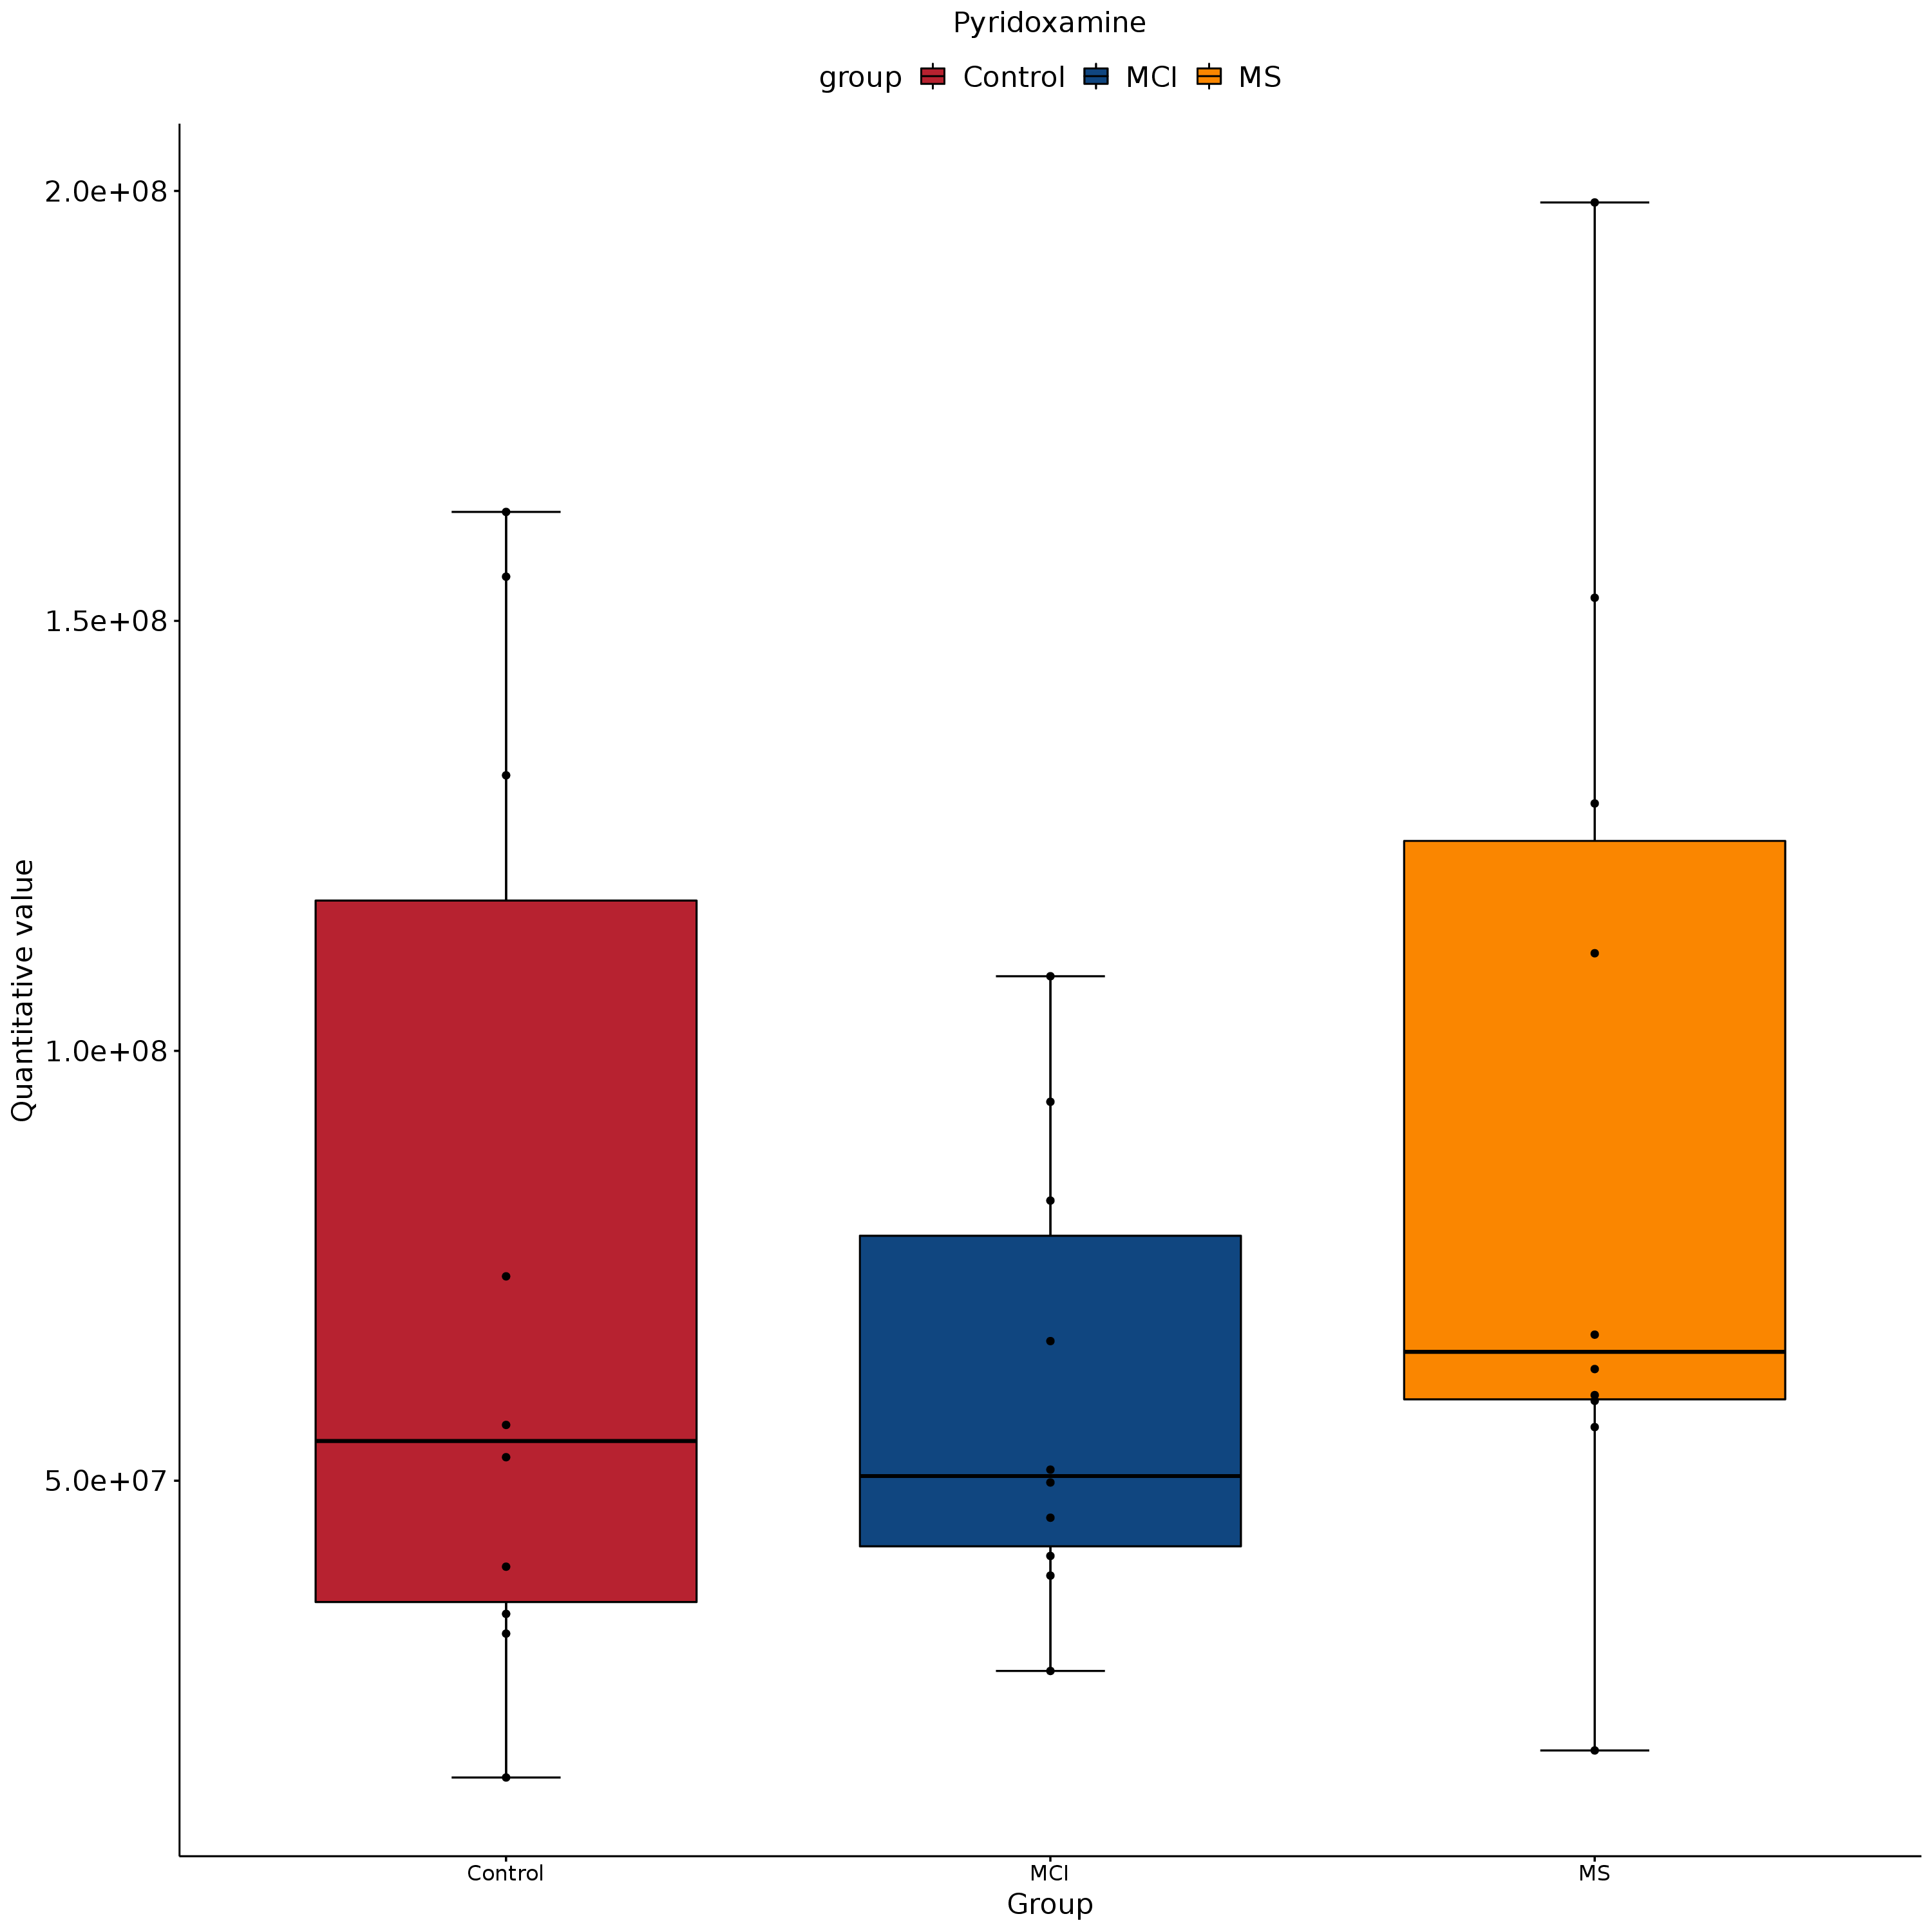 Pyridoxamine
group Control MCI MS
Quantitative value
2.0e+08
1.5e+08
1.0e+08
5.0e+07
Control MCI MS
Group